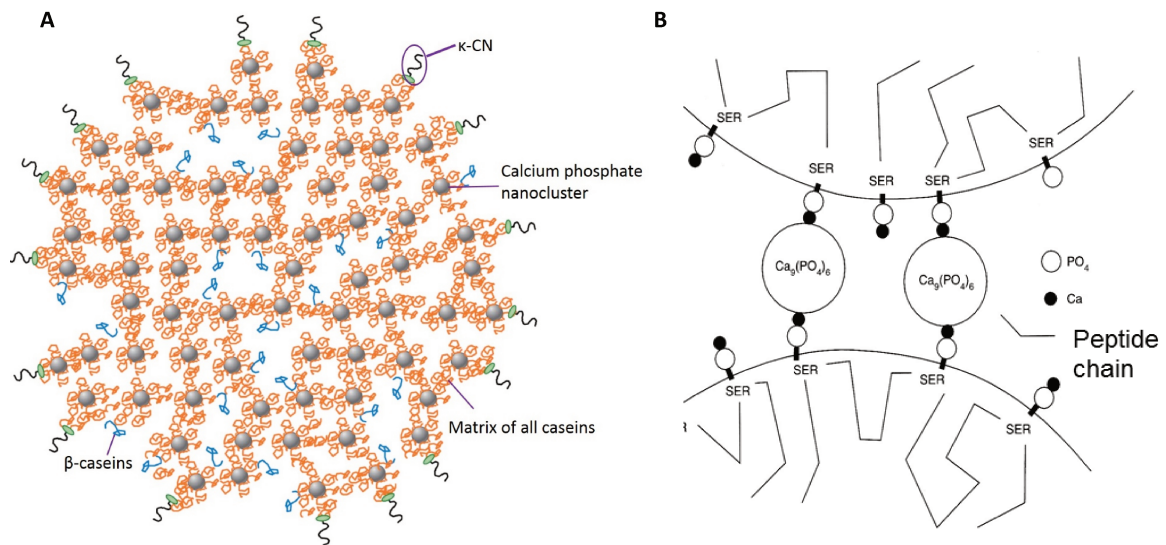 A
κ-CN
Calcium phosphate
nanocluster
Matrix of all caseins
β-caseins
B
SER
SER
SER
SER
SER
Ca₉(PO₄)₆
Ca₉(PO₄)₆
PO₄
Ca
Peptide
chain
SER
SER
SER
SER